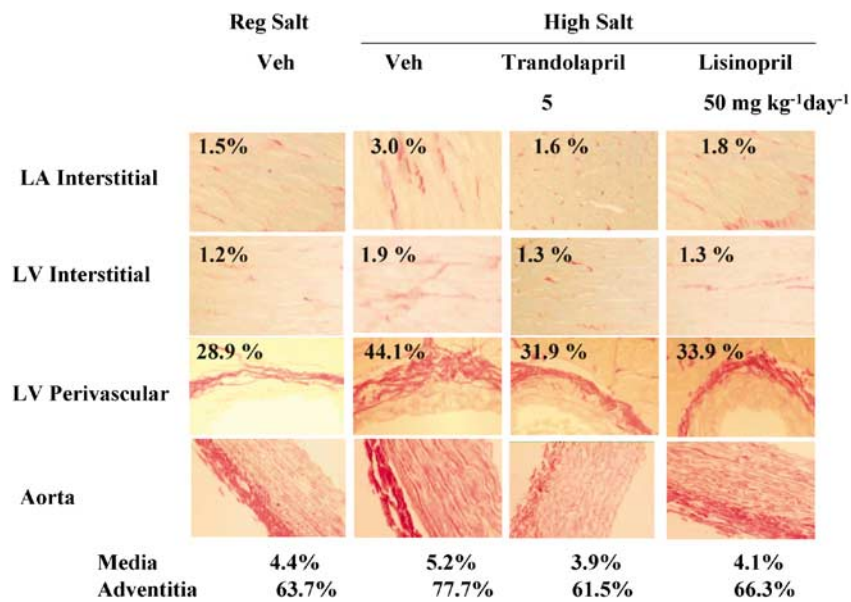 Reg Salt High Salt
Veh Veh Trandolapril Lisinopril
5 50 mg kg⁻¹day⁻¹
LA Interstitial 1.5% 3.0 % 1.6 % 1.8 %
LV Interstitial 1.2% 1.9 % 1.3 % 1.3 %
LV Perivascular 28.9 % 44.1% 31.9 % 33.9 %
Aorta
Media 4.4% 5.2% 3.9% 4.1%
Adventitia 63.7% 77.7% 61.5% 66.3%